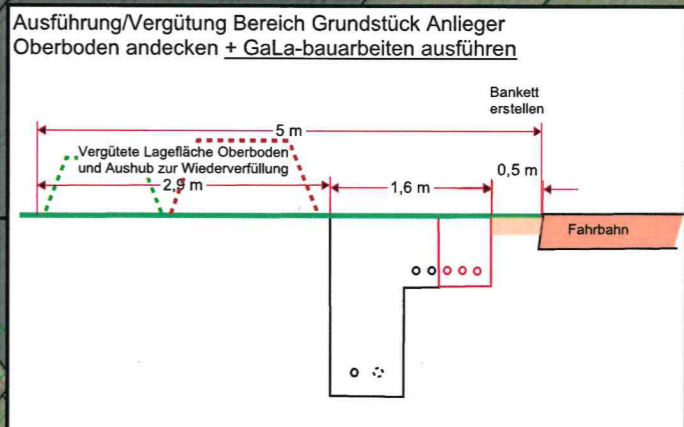 Ausführung/Vergütung Bereich Grundstück Anlieger
Oberboden andecken + GaLa-bauarbeiten ausführen
Bankett
erstellen
5 m
Vergütete Lagefläche Oberboden
und Aushub zur Wiederverfüllung
2,9 m
1,6 m
0,5 m
Fahrbahn